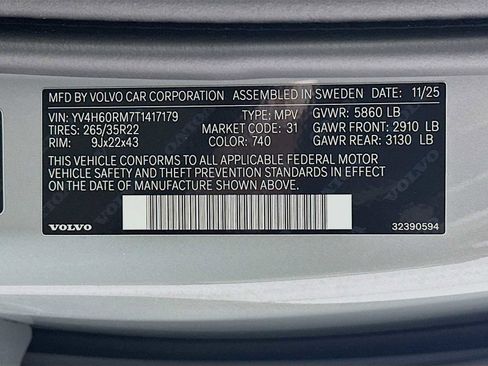 MFD BY VOLVO CAR CORPORATION ASSEMBLED IN SWEDEN DATE: 11/25
VIN: YV4H60RM7T1417179 TYPE: MPV GVWR: 5860 LB
TIRES: 265/35R22 MARKET CODE: 31 GAWR FRONT: 2910 LB
RIM: 9Jx22x43 COLOR: 740 GAWR REAR: 3130 LB
THIS VEHICLE CONFORMS TO ALL APPLICABLE FEDERAL MOTOR
VEHICLE SAFETY AND THEFT PREVENTION STANDARDS IN EFFECT
ON THE DATE OF MANUFACTURE SHOWN ABOVE.
VOLVO 32390594